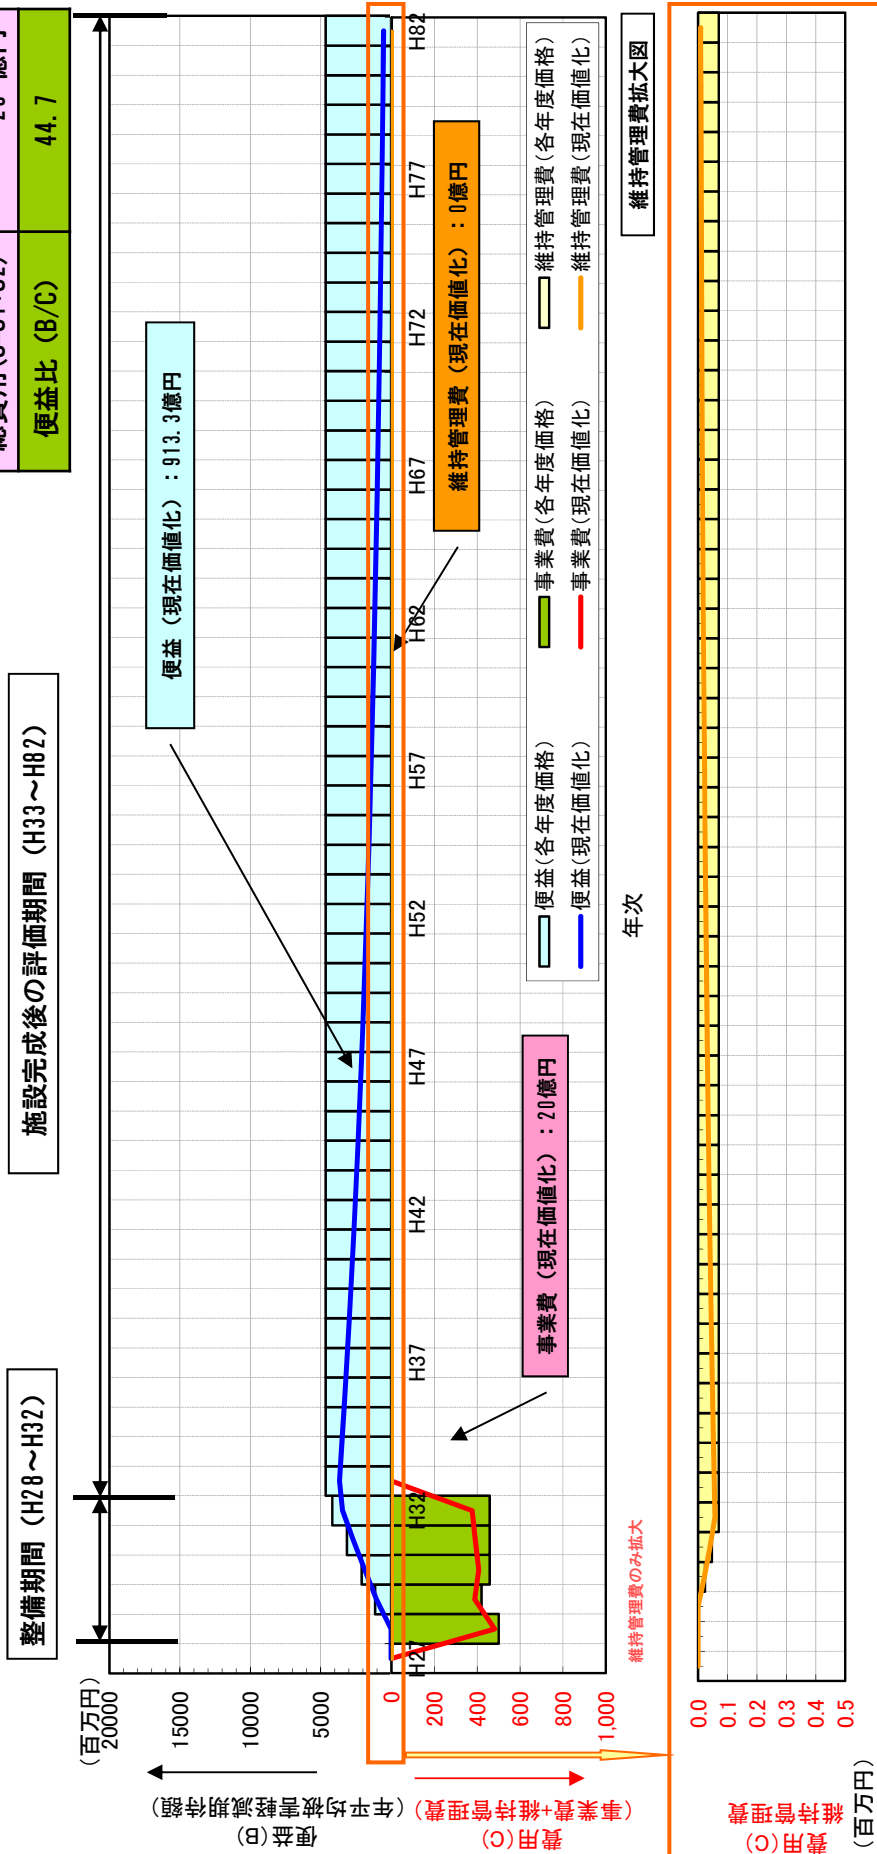 便益比 (B/C)
44.7
整備期間 (H28～H32)
施設完成後の評価期間 (H33～H82)
(百万円)
20000
15000
10000
5000
0
200
400
600
800
1,000
便益(B)
(年平均被害軽減期待額)
費用(C)
(事業費+維持管理費)
H27
H32
H37
H42
H47
H52
H57
H62
H67
H72
H77
H82
便益 (現在価値化) : 913.3億円
維持管理費 (現在価値化) : 0億円
事業費 (現在価値化) : 20億円
便益(各年度価格)
事業費(各年度価格)
維持管理費(各年度価格)
便益(現在価値化)
事業費(現在価値化)
維持管理費(現在価値化)
年次
維持管理費のみ拡大
維持管理費拡大図
0.0
0.1
0.2
0.3
0.4
0.5
費用(C)
維持管理費
(百万円)